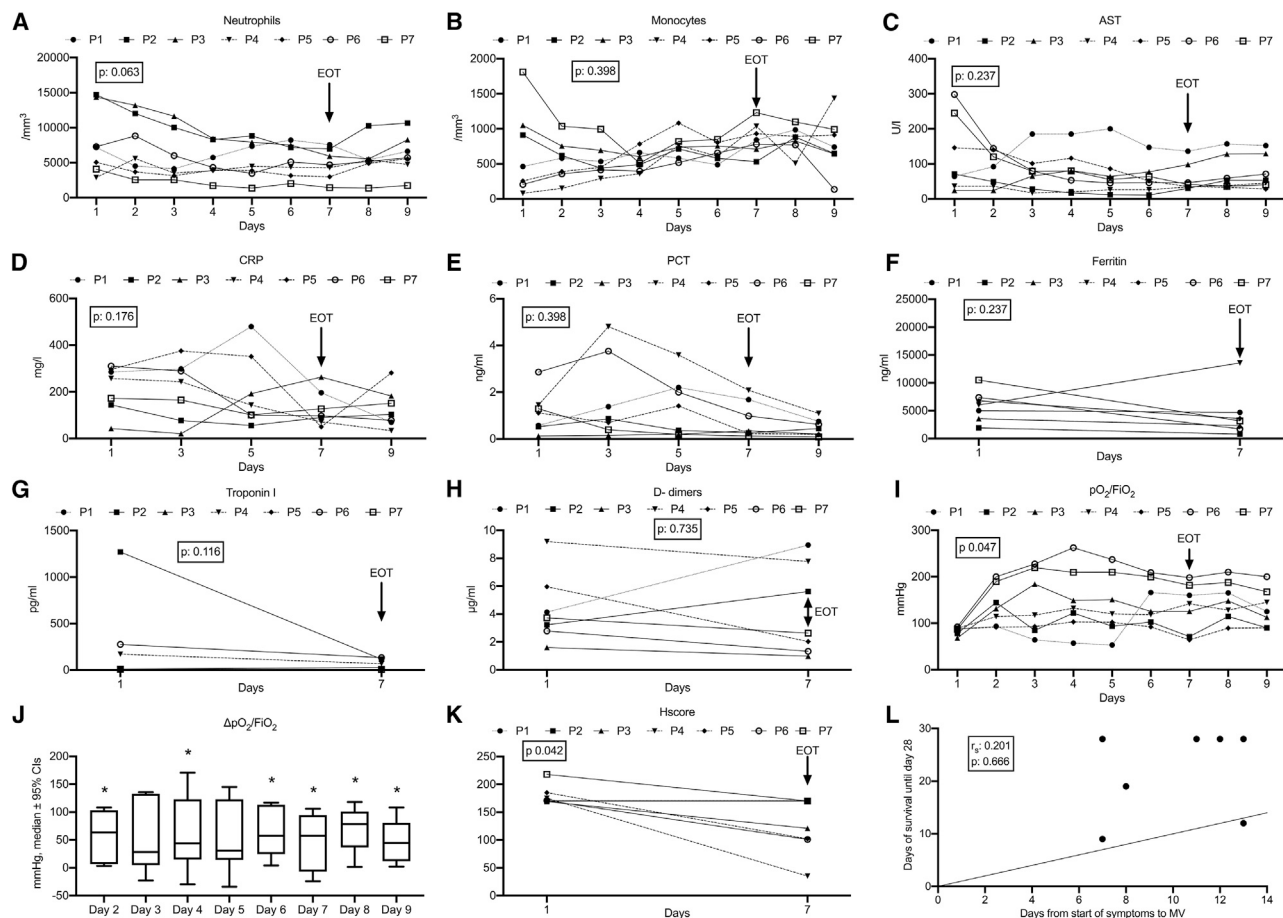 A
Neutrophils
P1 P2 P3 P4 P5 P6 P7
20000
15000
10000
5000
0
/mm3
p: 0.063
EOT
1 2 3 4 5 6 7 8 9
Days
B
Monocytes
P1 P2 P3 P4 P5 P6 P7
2000
1500
1000
500
0
/mm3
p: 0.398
EOT
1 2 3 4 5 6 7 8 9
Days
C
AST
P1 P2 P3 P4 P5 P6 P7
400
300
200
150
100
50
0
U/l
p: 0.237
EOT
1 2 3 4 5 6 7 8 9
Days
D
CRP
P1 P2 P3 P4 P5 P6 P7
600
400
200
0
mg/l
p: 0.176
EOT
1 3 5 7 9
Days
E
PCT
P1 P2 P3 P4 P5 P6 P7
6
4
2
0
ng/ml
p: 0.398
EOT
1 3 5 7 9
Days
F
Ferritin
P1 P2 P3 P4 P5 P6 P7
25000
20000
15000
10000
5000
0
ng/ml
p: 0.237
EOT
1 7
Days
G
Troponin I
P1 P2 P3 P4 P5 P6 P7
1500
1000
500
0
pg/ml
p: 0.116
EOT
1 7
Days
H
D- dimers
P1 P2 P3 P4 P5 P6 P7
10
8
6
4
2
0
µg/ml
p: 0.735
EOT
1 7
Days
I
pO2/FiO2
P1 P2 P3 P4 P5 P6 P7
300
200
100
0
mmHg
p 0.047
EOT
1 2 3 4 5 6 7 8 9
Days
J
ΔpO2/FiO2
200
150
100
50
0
-50
mmHg, median ± 95% CIs
* * * * * *
Day 2 Day 3 Day 4 Day 5 Day 6 Day 7 Day 8 Day 9
K
Hscore
P1 P2 P3 P4 P5 P6 P7
250
200
150
100
50
0
p 0.042
EOT
1 7
Days
L
30
20
10
0
Days of survival until day 28
rs: 0.201
p: 0.666
0 2 4 6 8 10 12 14
Days from start of symptoms to MV